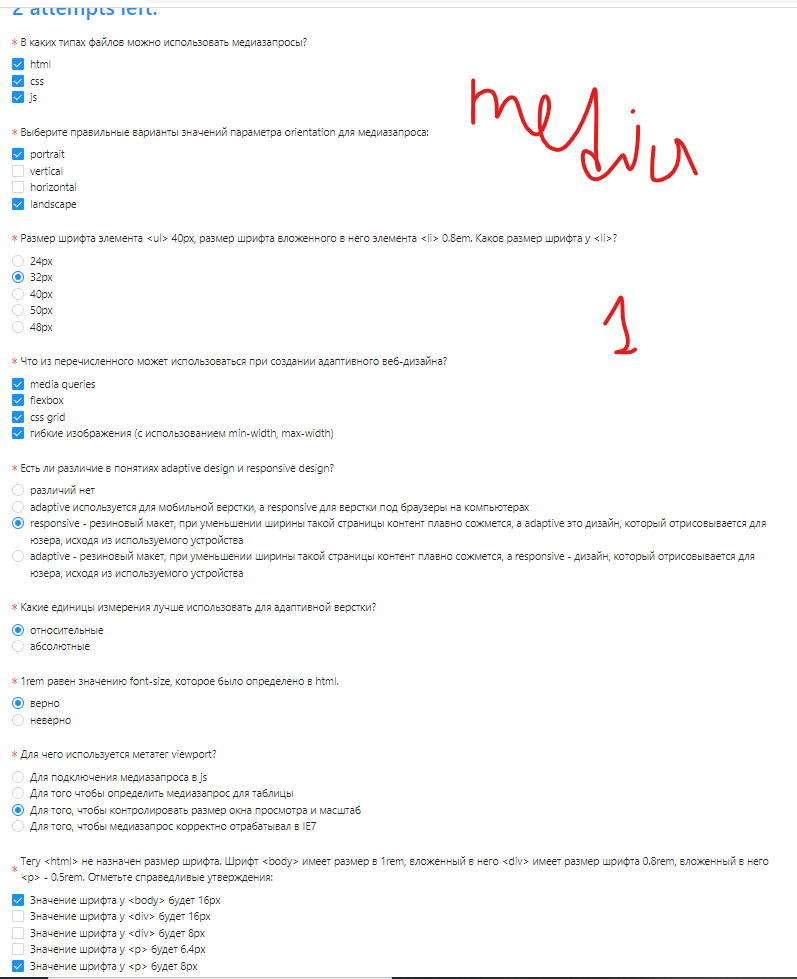 2 attempts left.
* В каких типах файлов можно использовать медиазапросы?
html
css
js
media
* Выберите правильные варианты значений параметра orientation для медиазапроса:
portrait
vertical
horizontal
landscape
* Размер шрифта элемента <ul> 40px, размер шрифта вложенного в него элемента <li> 0.8em. Каков размер шрифта у <li>?
24px
32px
40px
50px
48px
1
* Что из перечисленного может использоваться при создании адаптивного веб-дизайна?
media queries
flexbox
css grid
гибкие изображения (с использованием min-width, max-width)
* Есть ли различие в понятиях adaptive design и responsive design?
различий нет
adaptive используется для мобильной верстки, а responsive для верстки под браузеры на компьютерах
responsive - резиновый макет, при уменьшении ширины такой страницы контент плавно сожмется, а adaptive это дизайн, который отрисовывается для
юзера, исходя из используемого устройства
adaptive - резиновый макет, при уменьшении ширины такой страницы контент плавно сожмется, а responsive - дизайн, который отрисовывается для
юзера, исходя из используемого устройства
* Какие единицы измерения лучше использовать для адаптивной верстки?
относительные
абсолютные
* 1rem равен значению font-size, которое было определено в html.
верно
неверно
* Для чего используется метатег viewport?
Для подключения медиазапроса в js
Для того чтобы определить медиазапрос для таблицы
Для того, чтобы контролировать размер окна просмотра и масштаб
Для того, чтобы медиазапрос корректно отрабатывал в IE7
* Тегу <html> не назначен размер шрифта. Шрифт <body> имеет размер в 1rem, вложенный в него <div> имеет размер шрифта 0.8rem, вложенный в него
<p> - 0.5rem. Отметьте справедливые утверждения:
Значение шрифта у <body> будет 16px
Значение шрифта у <div> будет 16px
Значение шрифта у <div> будет 8px
Значение шрифта у <p> будет 6.4px
Значение шрифта у <p> будет 8px